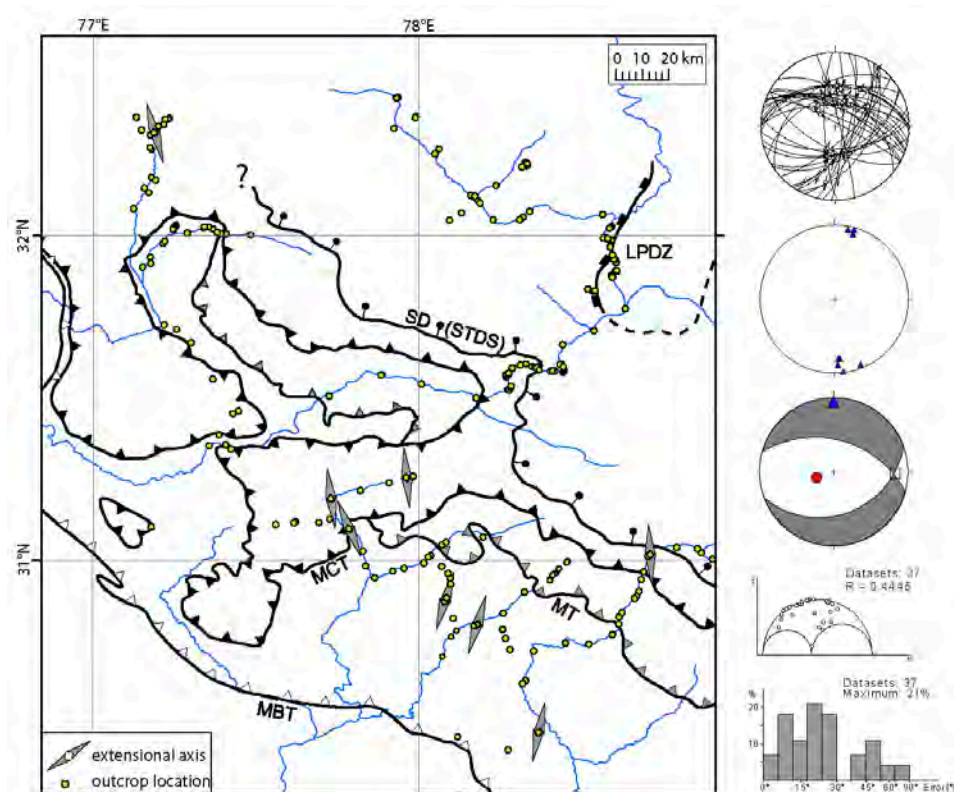 77°E 78°E
0 10 20 km
?
32°N 32°N
LPDZ
SD (STDS)
31°N 31°N
MCT
MT
MBT
extensional axis
outcrop location
Datasets: 37
R = 0.4445
Datasets: 37
Maximum: 21%
%
20
10
0° 15° 30° 45° 60° 90° Error(°)